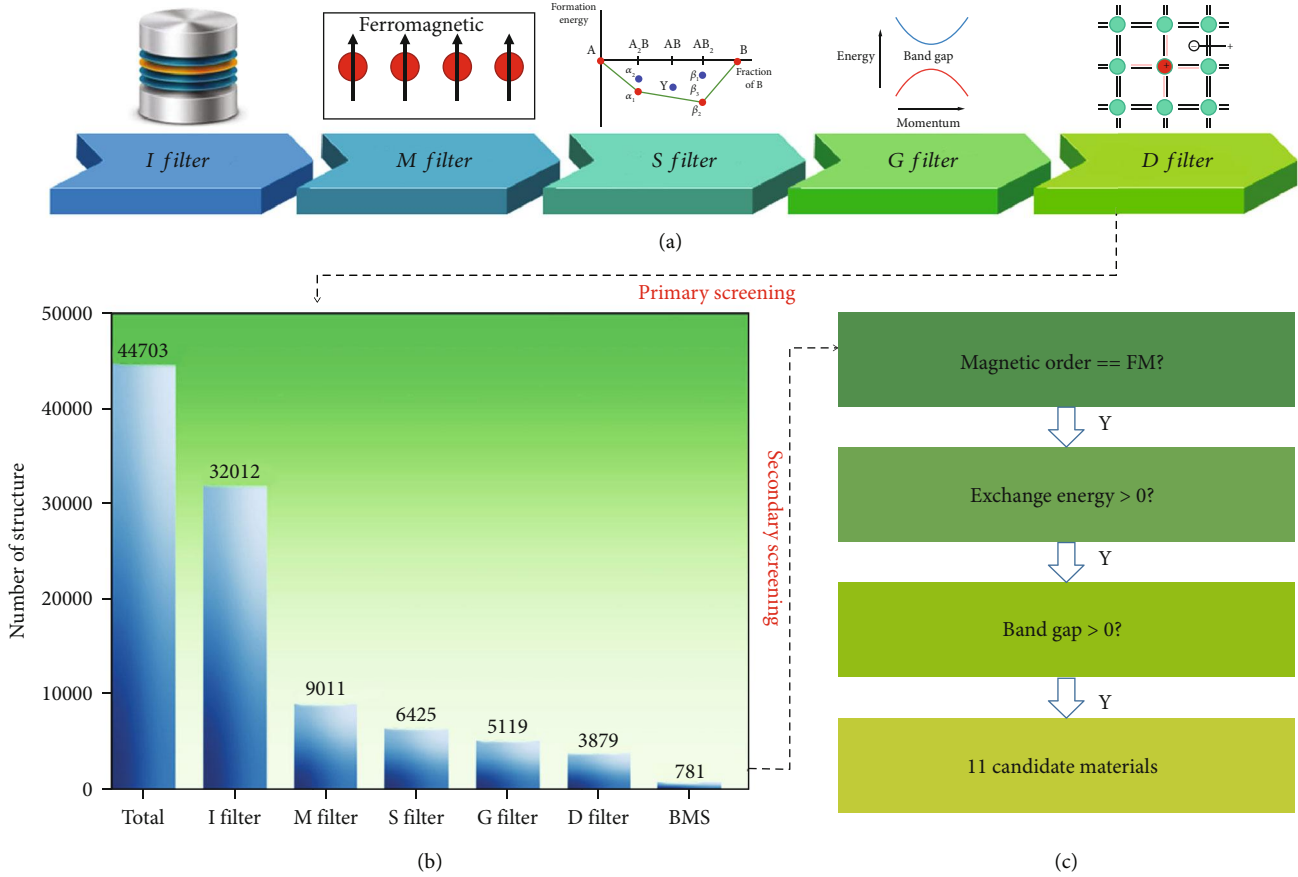 Ferromagnetic
Formation
energy
A
A₂B
AB
AB₂
B
Fraction
of B
α₂
α₁
Y
β₁
β₃
β₂
Energy
Band gap
Momentum
−
+
+
I filter
M filter
S filter
G filter
D filter
(a)
Primary screening
50000
40000
30000
20000
10000
0
Number of structure
44703
32012
9011
6425
5119
3879
781
Total
I filter
M filter
S filter
G filter
D filter
BMS
(b)
Secondary screening
Magnetic order == FM?
Y
Exchange energy > 0?
Y
Band gap > 0?
Y
11 candidate materials
(c)